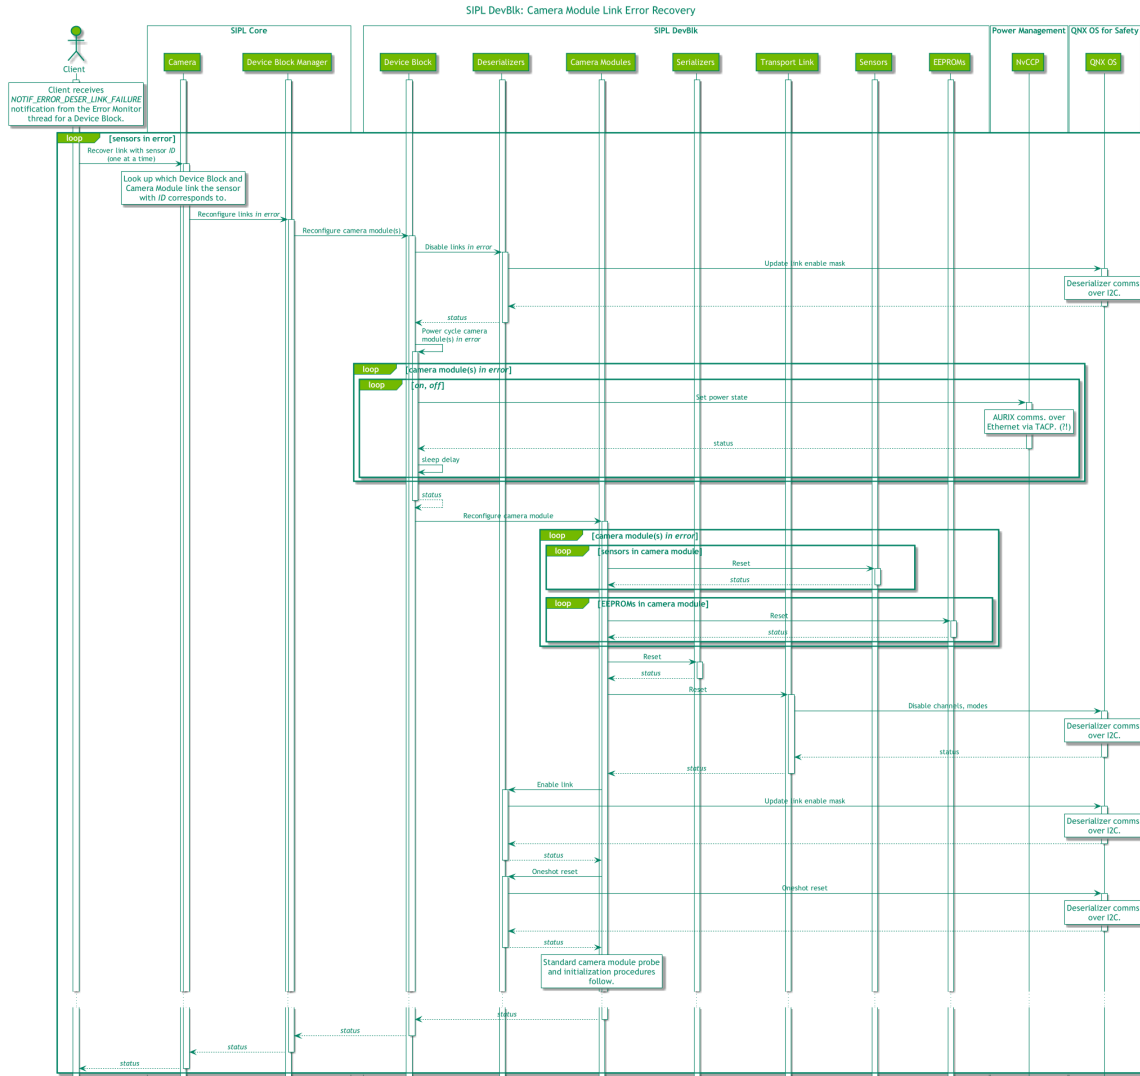 SIPL DevBlk: Camera Module Link Error Recovery
SIPL Core
SIPL DevBlk
Power Management
QNX OS for Safety
Client
Camera
Device Block Manager
Device Block
Deserializers
Camera Modules
Serializers
Transport Link
Sensors
EEPROMs
NvCCP
QNX OS
Client receives
NOTIF_ERROR_DESER_LINK_FAILURE
notification from the Error Monitor
thread for a Device Block.
loop [sensors in error]
Recover link with sensor ID
(one at a time)
Look up which Device Block and
Camera Module link the sensor
with ID corresponds to.
Reconfigure links in error
Reconfigure camera module(s)
Disable links in error
Update link enable mask
Deserializer comms.
over I2C.
status
Power cycle camera
module(s) in error
loop [camera module(s) in error]
loop [on, off]
Set power state
AURIX comms. over
Ethernet via TACP. (?!)
status
sleep delay
status
Reconfigure camera module
loop [camera module(s) in error]
loop [sensors in camera module]
Reset
status
loop [EEPROMs in camera module]
Reset
status
Reset
status
Reset
Disable channels, modes
Deserializer comms.
over I2C.
status
status
Enable link
Update link enable mask
Deserializer comms.
over I2C.
status
Oneshot reset
Oneshot reset
Deserializer comms.
over I2C.
status
Standard camera module probe
and initialization procedures
follow.
status
status
status
status